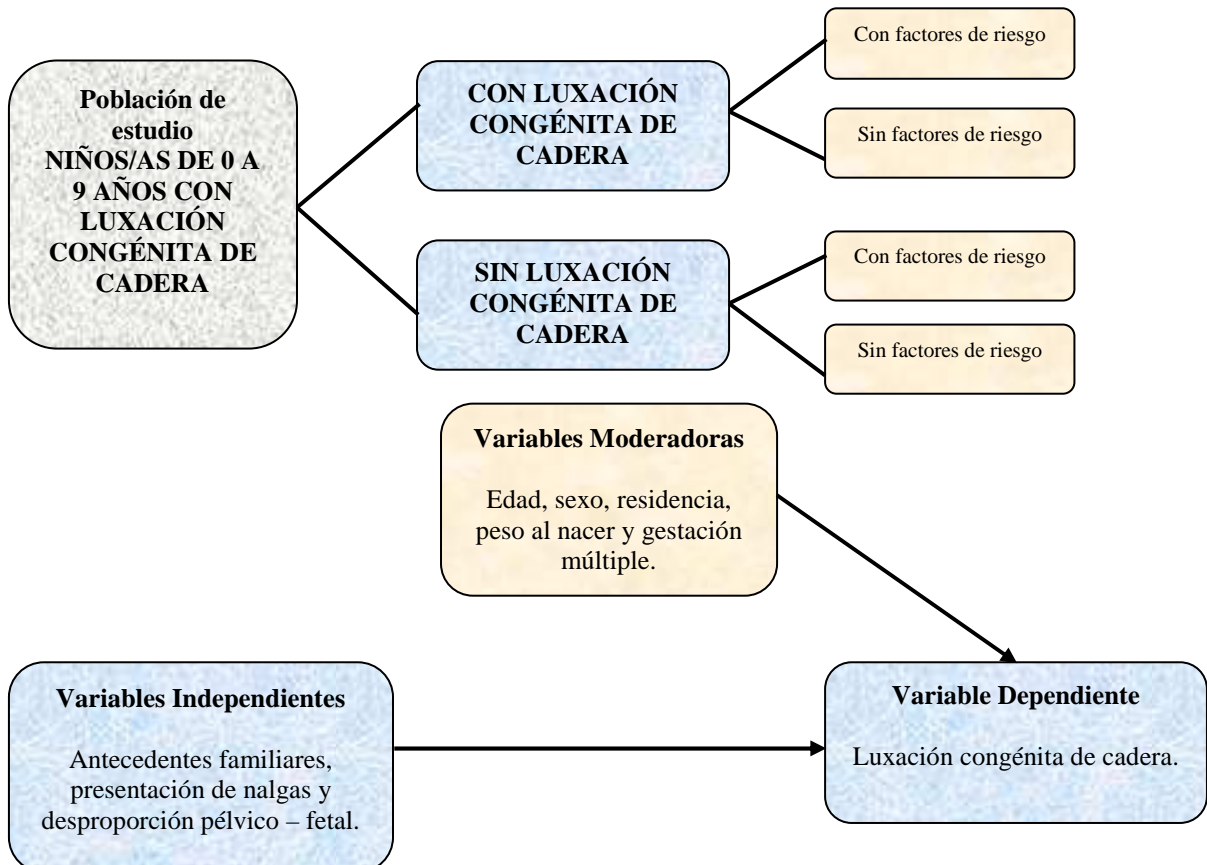 Población de
estudio
NIÑOS/AS DE 0 A
9 AÑOS CON
LUXACIÓN
CONGÉNITA DE
CADERA
CON LUXACIÓN
CONGÉNITA DE
CADERA
Con factores de riesgo
Sin factores de riesgo
SIN LUXACIÓN
CONGÉNITA DE
CADERA
Con factores de riesgo
Sin factores de riesgo
Variables Moderadoras
Edad, sexo, residencia,
peso al nacer y gestación
múltiple.
Variables Independientes
Antecedentes familiares,
presentación de nalgas y
desproporción pélvico – fetal.
Variable Dependiente
Luxación congénita de cadera.